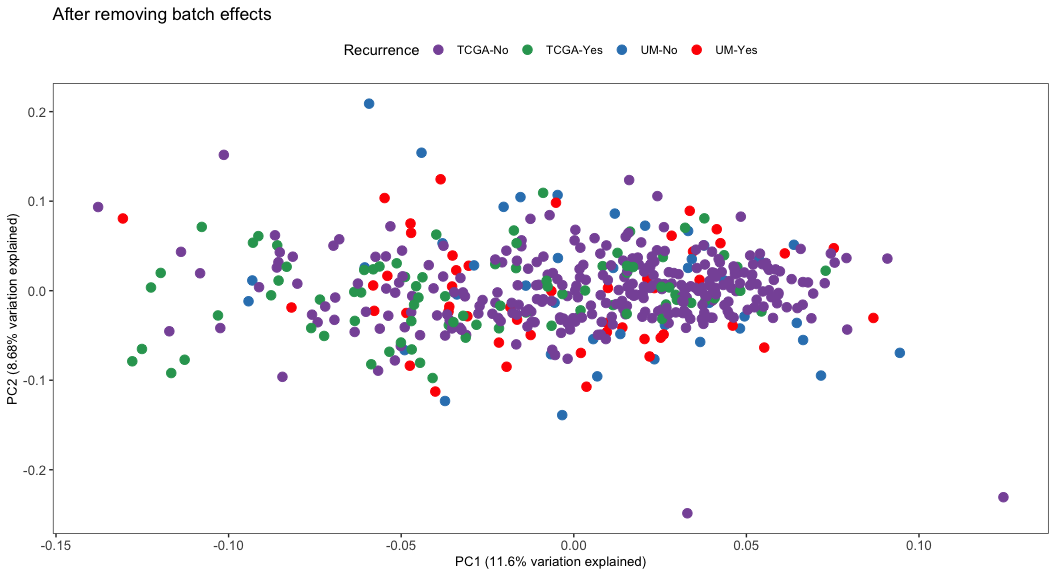 After removing batch effects
Recurrence TCGA-No TCGA-Yes UM-No UM-Yes
0.2
0.1
0.0
-0.1
-0.2
PC2 (8.68% variation explained)
-0.15 -0.10 -0.05 0.00 0.05 0.10
PC1 (11.6% variation explained)